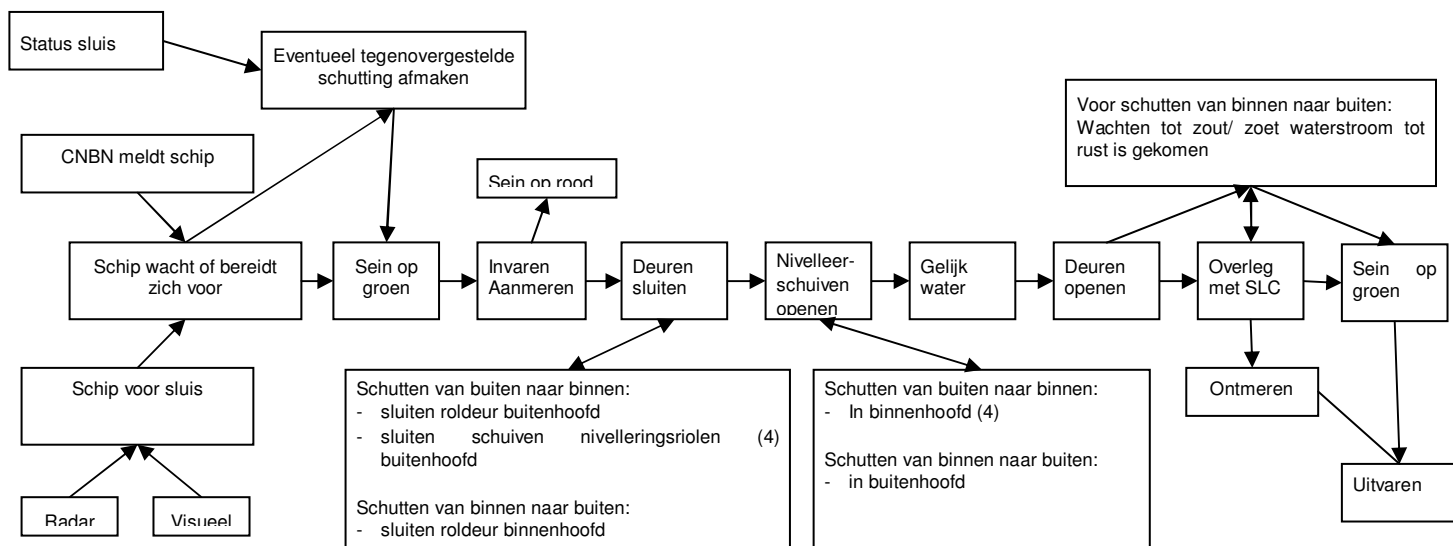 Status sluis
Eventueel tegenovergestelde
schutting afmaken
Voor schutten van binnen naar buiten:
Wachten tot zout/ zoet waterstroom tot
rust is gekomen
CNBN meldt schip
Sein op rood
Schip wacht of bereidt
zich voor
Sein op
groen
Invaren
Aanmeren
Deuren
sluiten
Nivelleer-
schuiven
openen
Gelijk
water
Deuren
openen
Overleg
met SLC
Sein op
groen
Schip voor sluis
Schutten van buiten naar binnen:
- sluiten roldeur buitenhoofd
- sluiten schuiven nivelleringsriolen (4)
buitenhoofd
Schutten van binnen naar buiten:
- sluiten roldeur binnenhoofd
Schutten van buiten naar binnen:
- In binnenhoofd (4)
Schutten van binnen naar buiten:
- in buitenhoofd
Ontmeren
Uitvaren
Radar
Visueel